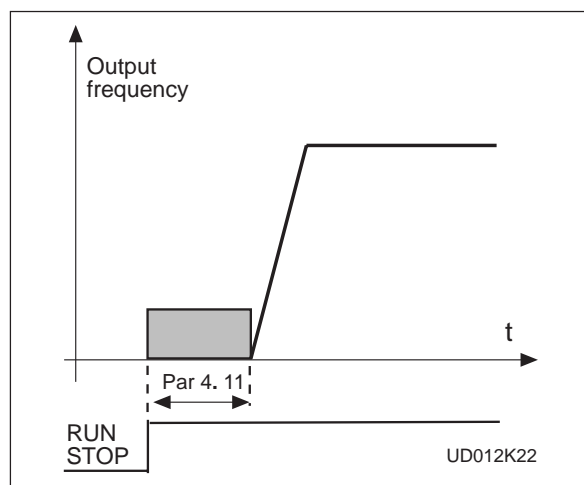 Output
frequency
t
Par 4. 11
RUN
STOP
UD012K22